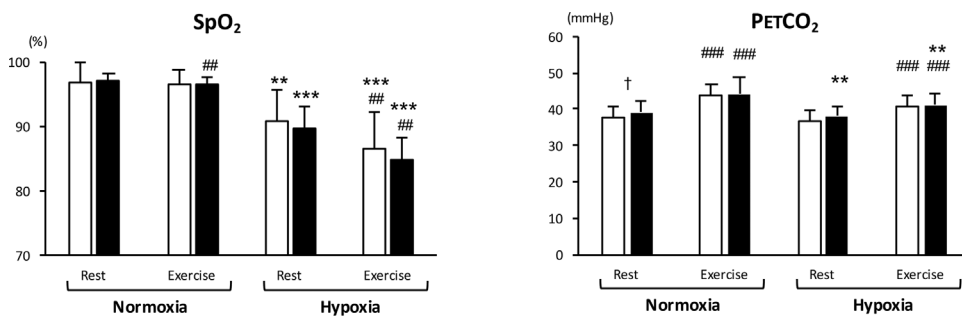 SpO₂
(%)
100
90
80
70
##
**
***
***
##
***
##
Rest
Exercise
Rest
Exercise
Normoxia
Hypoxia
PETCO₂
(mmHg)
60
50
40
30
20
10
0
†
### ###
**
**
### ###
Rest
Exercise
Rest
Exercise
Normoxia
Hypoxia